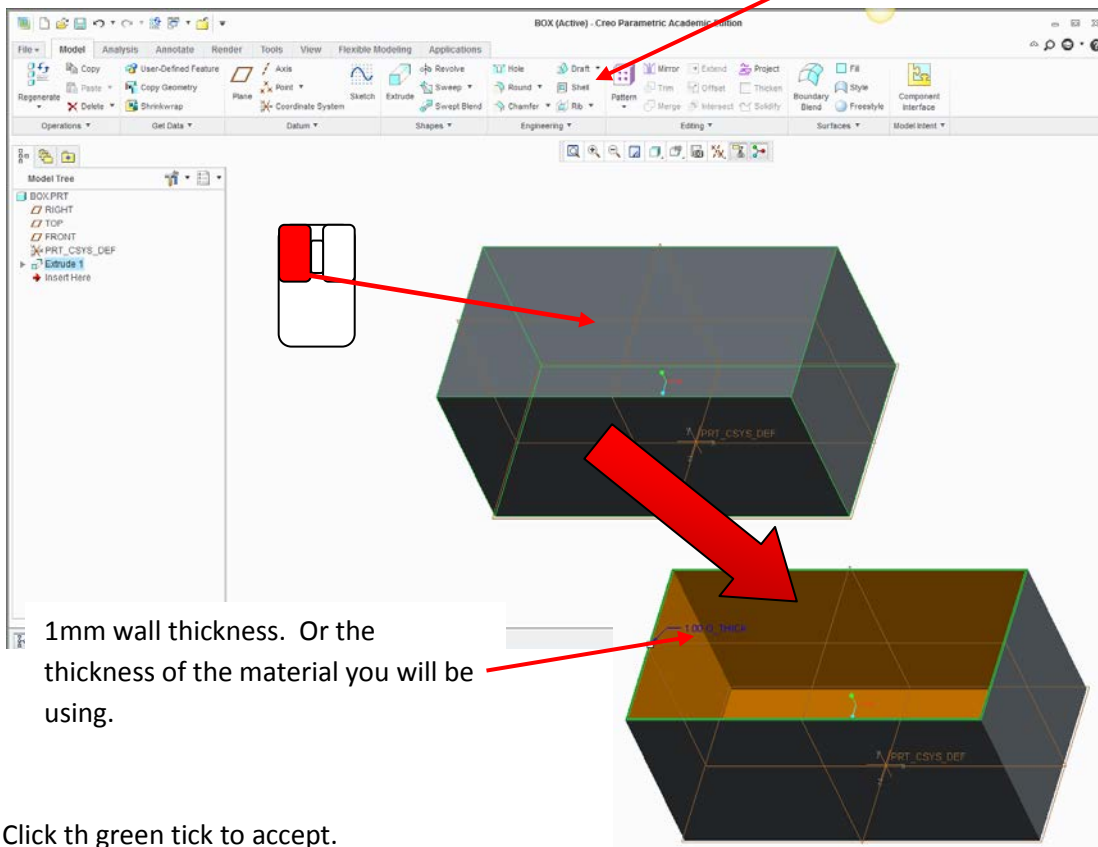 BOX (Active) - Creo Parametric Academic Edition
File Model Analysis Annotate Render Tools View Flexible Modeling Applications
Regenerate
Copy
Paste
Delete
User-Defined Feature
Copy Geometry
Shrinkwrap
Plane
Axis
Point
Coordinate System
Sketch
Extrude
Revolve
Sweep
Swept Blend
Hole
Round
Chamfer
Draft
Shell
Rib
Pattern
Mirror
Trim
Merge
Extend
Offset
Intersect
Project
Thicken
Solidify
Boundary
Blend
Fill
Style
Freestyle
Component
Interface
Operations Get Data Datum Shapes Engineering Editing Surfaces Model Intent
Model Tree
BOX.PRT
RIGHT
TOP
FRONT
PRT_CSYS_DEF
Extrude 1
Insert Here
PRT_CSYS_DEF
1mm wall thickness. Or the
thickness of the material you will be
using.
1.00 O_THICK
PRT_CSYS_DEF
Click th green tick to accept.